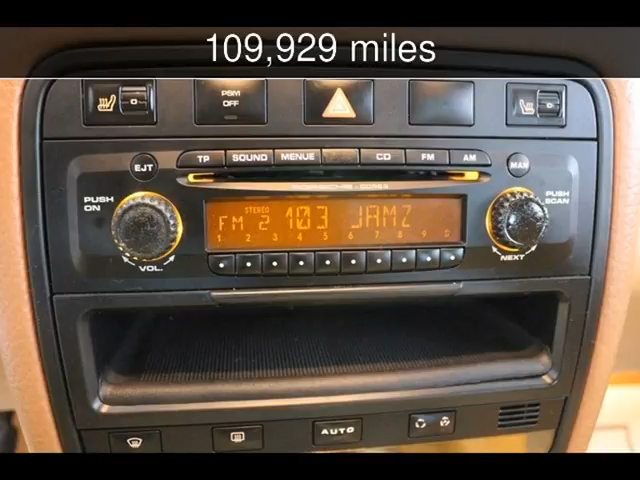 109,929 miles
PSM
OFF
EJT
TP SOUND MENUE CD FM AM
MAN
PUSH
ON
PUSH
SCAN
STEREO
FM 2 103 JAMZ
1 2 3 4 5 6 7 8 9
VOL.
NEXT
AUTO